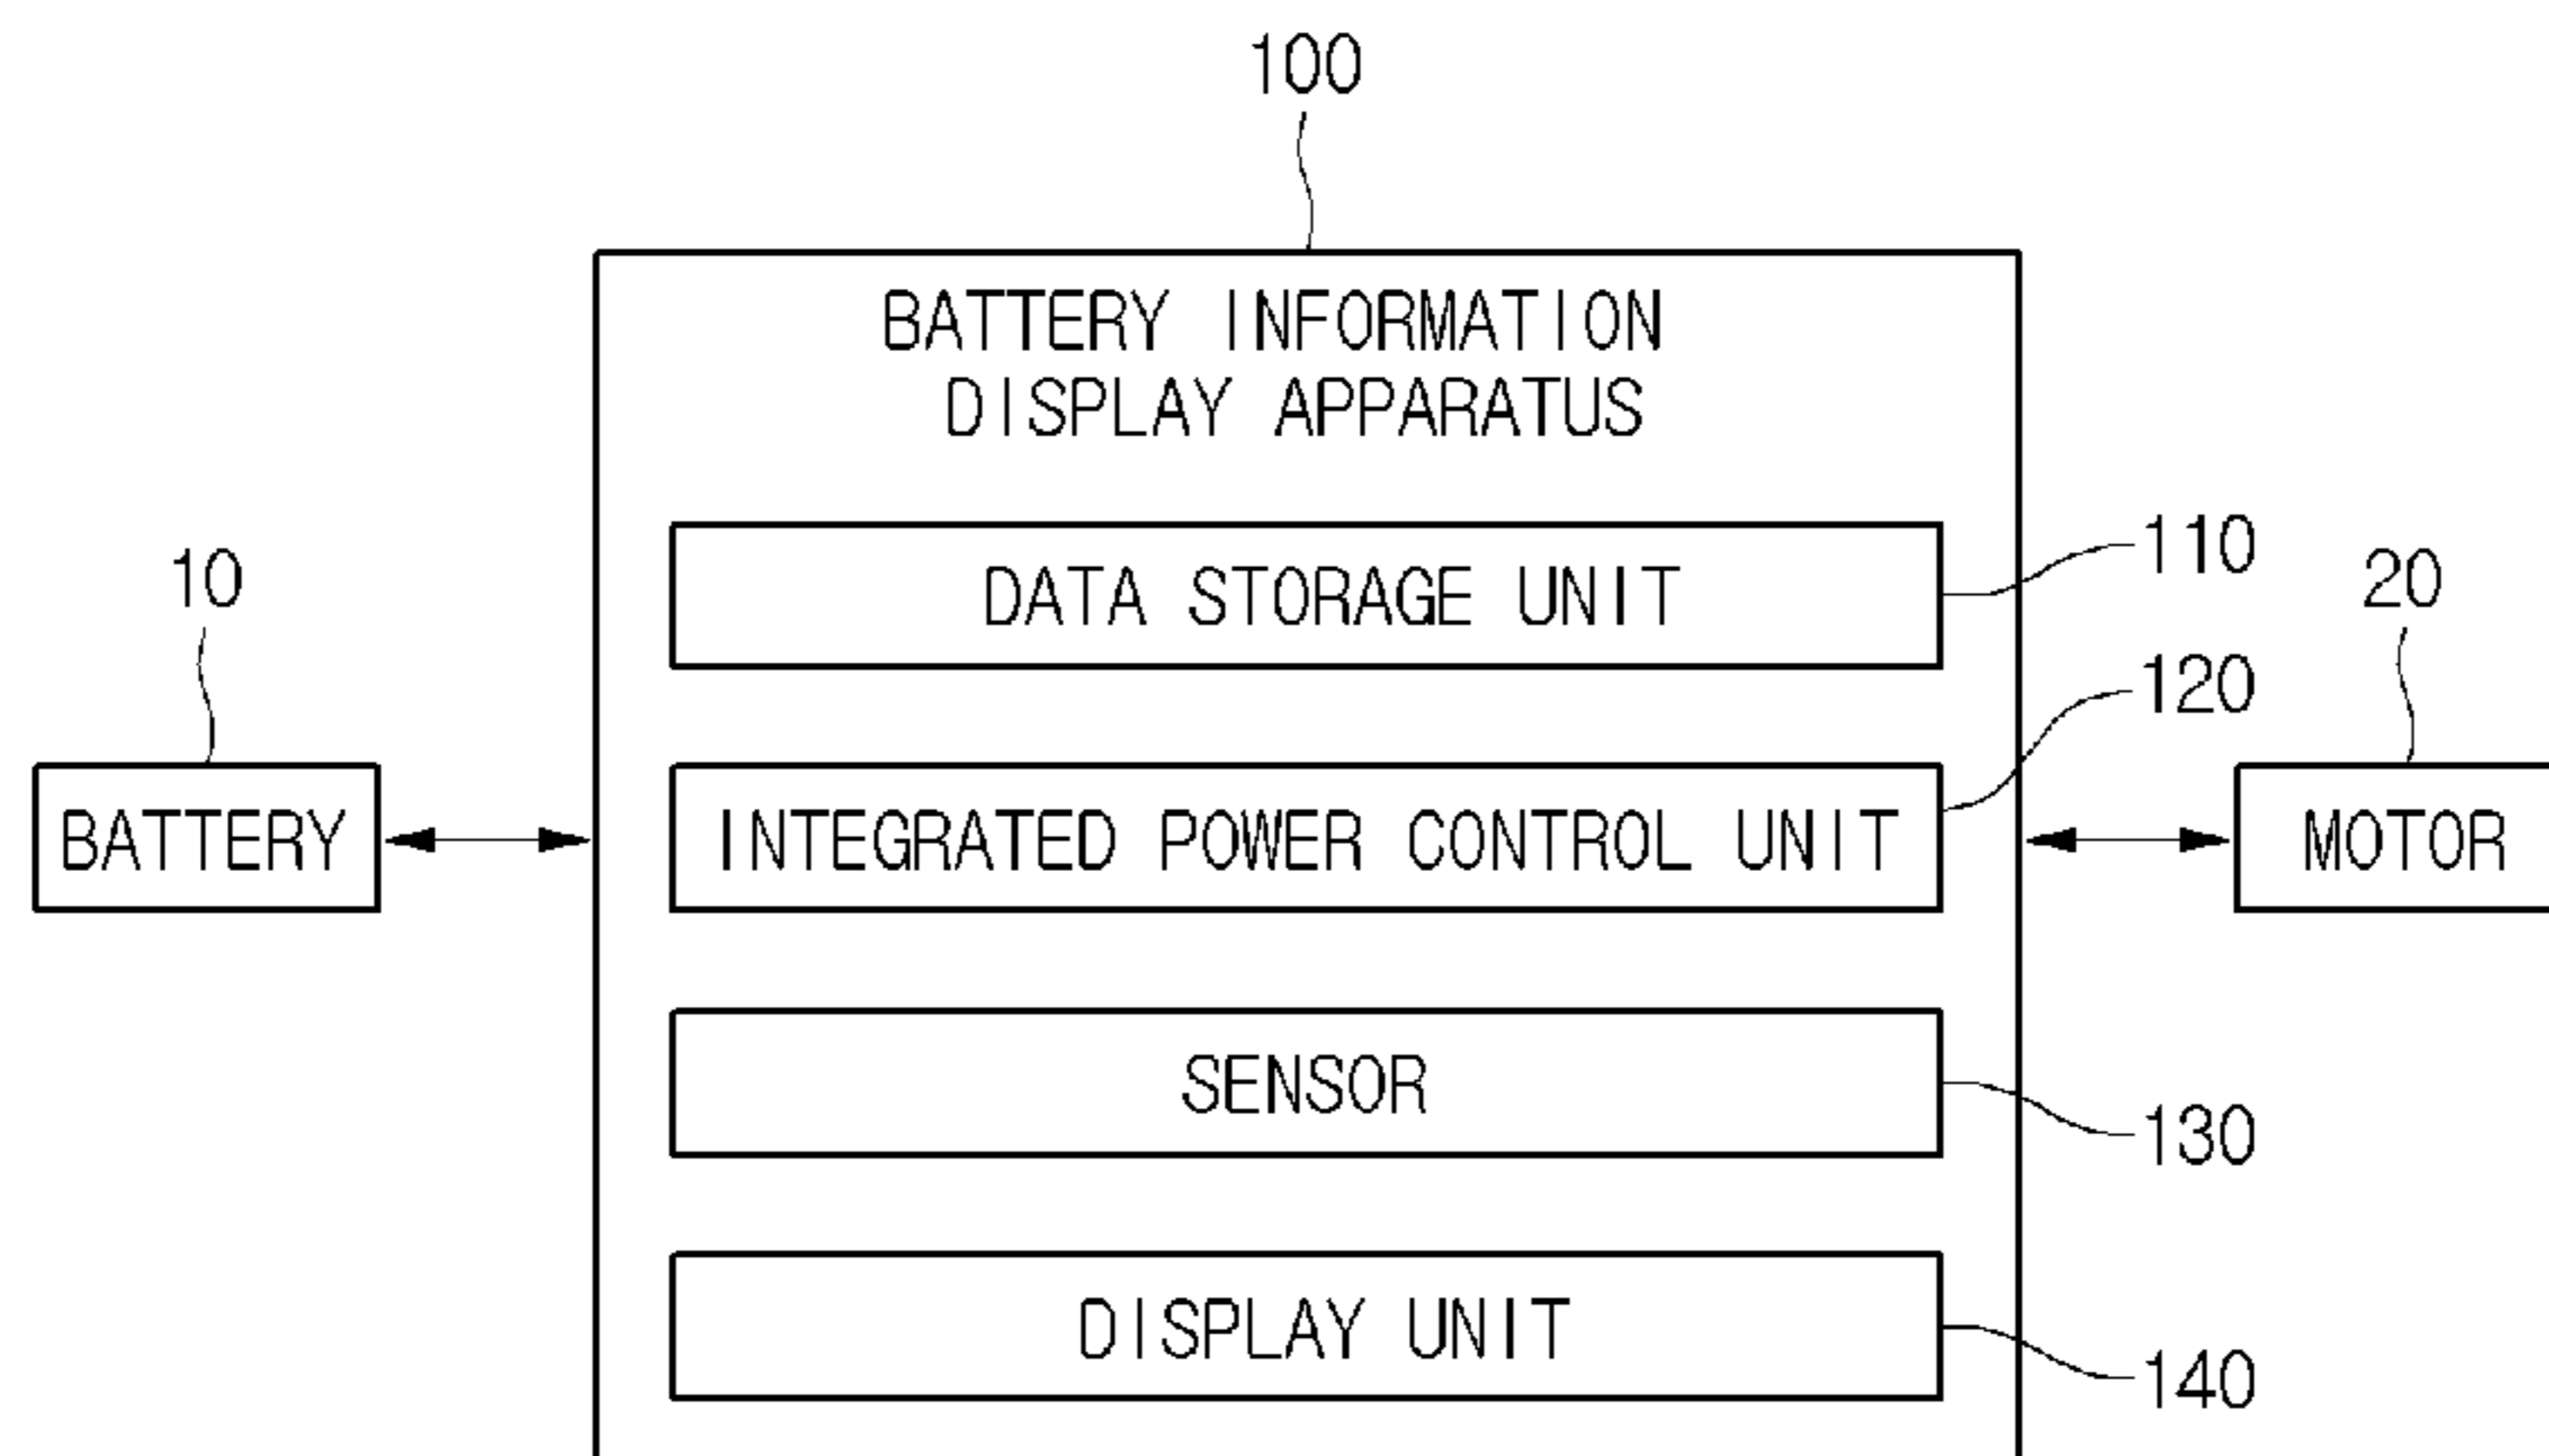 100
BATTERY INFORMATION
DISPLAY APPARATUS
110
DATA STORAGE UNIT
10
20
120
BATTERY
INTEGRATED POWER CONTROL UNIT
MOTOR
SENSOR
130
DISPLAY UNIT
140